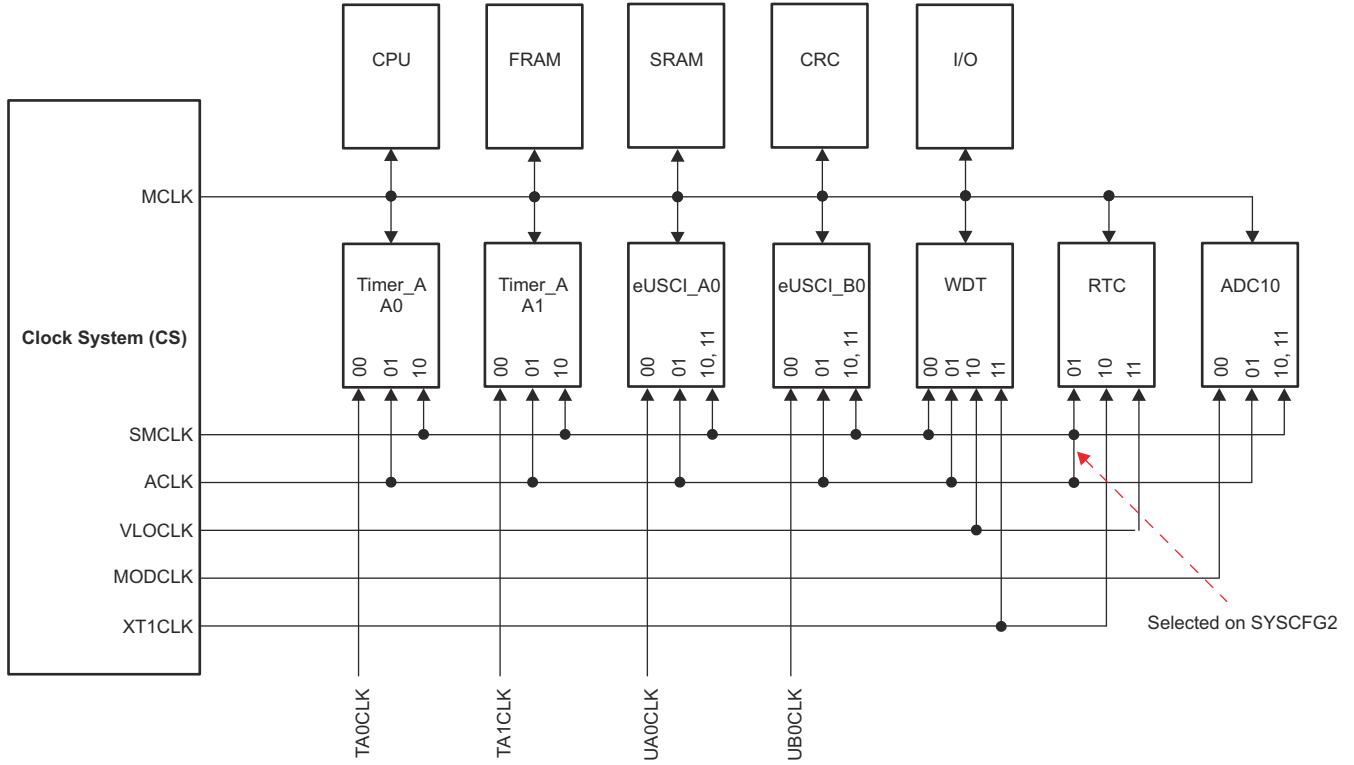 CPU
FRAM
SRAM
CRC
I/O
MCLK
Timer_A
A0
00
01
10
Timer_A
A1
00
01
10
eUSCI_A0
00
01
10, 11
eUSCI_B0
00
01
10, 11
WDT
00
01
10
11
RTC
01
10
11
ADC10
00
01
10, 11
Clock System (CS)
SMCLK
ACLK
VLOCLK
MODCLK
XT1CLK
Selected on SYSCFG2
TA0CLK
TA1CLK
UA0CLK
UB0CLK